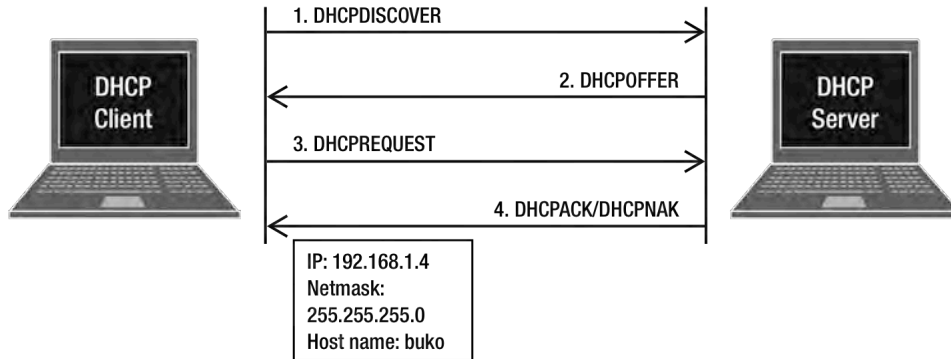 1. DHCPDISCOVER
DHCP
Client
2. DHCPOFFER
DHCP
Server
3. DHCPREQUEST
4. DHCPACK/DHCPNAK
IP: 192.168.1.4
Netmask:
255.255.255.0
Host name: buko